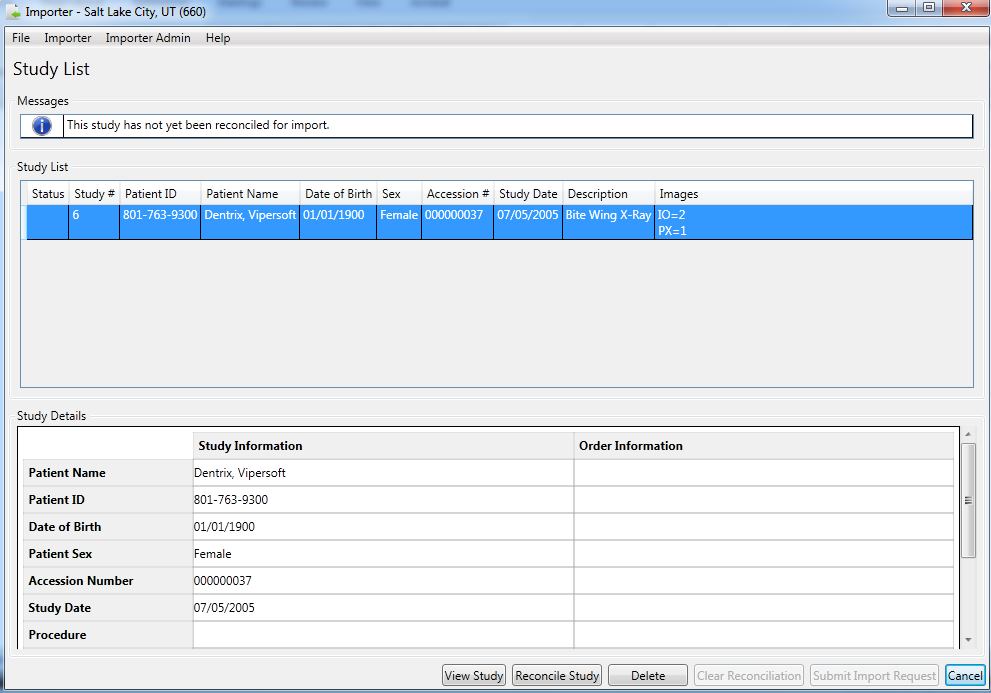 Importer - Salt Lake City, UT (660)
File Importer Importer Admin Help
Study List
Messages
This study has not yet been reconciled for import.
Study List
Status Study # Patient ID Patient Name Date of Birth Sex Accession # Study Date Description Images
6 801-763-9300 Dentrix, Vipersoft 01/01/1900 Female 000000037 07/05/2005 Bite Wing X-Ray IO=2
PX=1
Study Details
Study Information Order Information
Patient Name Dentrix, Vipersoft
Patient ID 801-763-9300
Date of Birth 01/01/1900
Patient Sex Female
Accession Number 000000037
Study Date 07/05/2005
Procedure
View Study Reconcile Study Delete Clear Reconciliation Submit Import Request Cancel